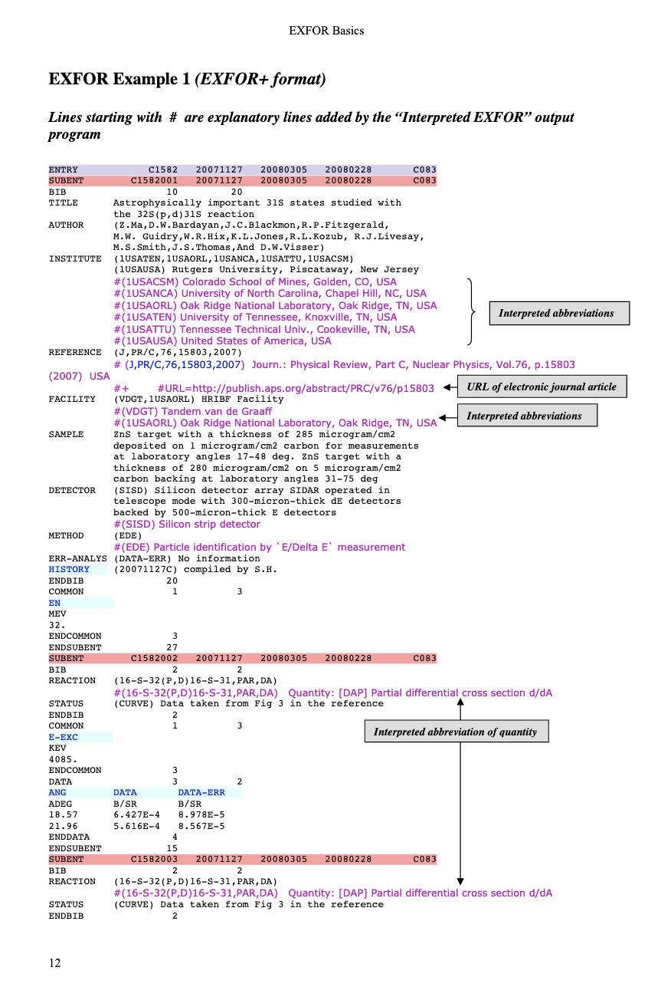 EXFOR Basics
EXFOR Example 1 (EXFOR+ format)
Lines starting with # are explanatory lines added by the “Interpreted EXFOR” output
program
ENTRY C1582 20071127 20080305 20080228 C083
SUBENT C1582001 20071127 20080305 20080228 C083
BIB 10 20
TITLE Astrophysically important 31S states studied with
the 32S(p,d)31S reaction
AUTHOR (Z.Ma,D.W.Bardayan,J.C.Blackmon,R.P.Fitzgerald,
M.W. Guidry,W.R.Hix,K.L.Jones,R.L.Kozub, R.J.Livesay,
M.S.Smith,J.S.Thomas,And D.W.Visser)
INSTITUTE (1USATEN,1USAORL,1USANCA,1USATTU,1USACSM)
(1USAUSA) Rutgers University, Piscataway, New Jersey
#(1USACSM) Colorado School of Mines, Golden, CO, USA
#(1USANCA) University of North Carolina, Chapel Hill, NC, USA
#(1USAORL) Oak Ridge National Laboratory, Oak Ridge, TN, USA
Interpreted abbreviations
#(1USATEN) University of Tennessee, Knoxville, TN, USA
#(1USATTU) Tennessee Technical Univ., Cookeville, TN, USA
#(1USAUSA) United States of America, USA
REFERENCE (J,PR/C,76,15803,2007)
# (J,PR/C,76,15803,2007) Journ.: Physical Review, Part C, Nuclear Physics, Vol.76, p.15803
(2007) USA
#+ #URL=http://publish.aps.org/abstract/PRC/v76/p15803 URL of electronic journal article
FACILITY (VDGT,1USAORL) HRIBF Facility
#(VDGT) Tandem van de Graaff
#(1USAORL) Oak Ridge National Laboratory, Oak Ridge, TN, USA Interpreted abbreviations
SAMPLE ZnS target with a thickness of 285 microgram/cm2
deposited on 1 microgram/cm2 carbon for measurements
at laboratory angles 17-48 deg. ZnS target with a
thickness of 280 microgram/cm2 on 5 microgram/cm2
carbon backing at laboratory angles 31-75 deg
DETECTOR (SISD) Silicon detector array SIDAR operated in
telescope mode with 300-micron-thick dE detectors
backed by 500-micron-thick E detectors
#(SISD) Silicon strip detector
METHOD (EDE)
#(EDE) Particle identification by `E/Delta E` measurement
ERR-ANALYS (DATA-ERR) No information
HISTORY (20071127C) compiled by S.H.
ENDBIB 20
COMMON 1 3
EN
MEV
32.
ENDCOMMON 3
ENDSUBENT 27
SUBENT C1582002 20071127 20080305 20080228 C083
BIB 2 2
REACTION (16-S-32(P,D)16-S-31,PAR,DA)
#(16-S-32(P,D)16-S-31,PAR,DA) Quantity: [DAP] Partial differential cross section d/dA
STATUS (CURVE) Data taken from Fig 3 in the reference
ENDBIB 2
COMMON 1 3
Interpreted abbreviation of quantity
E-EXC
KEV
4085.
ENDCOMMON 3
DATA 3 2
ANG DATA DATA-ERR
ADEG B/SR B/SR
18.57 6.427E-4 8.978E-5
21.96 5.616E-4 8.567E-5
ENDDATA 4
ENDSUBENT 15
SUBENT C1582003 20071127 20080305 20080228 C083
BIB 2 2
REACTION (16-S-32(P,D)16-S-31,PAR,DA)
#(16-S-32(P,D)16-S-31,PAR,DA) Quantity: [DAP] Partial differential cross section d/dA
STATUS (CURVE) Data taken from Fig 3 in the reference
ENDBIB 2
12